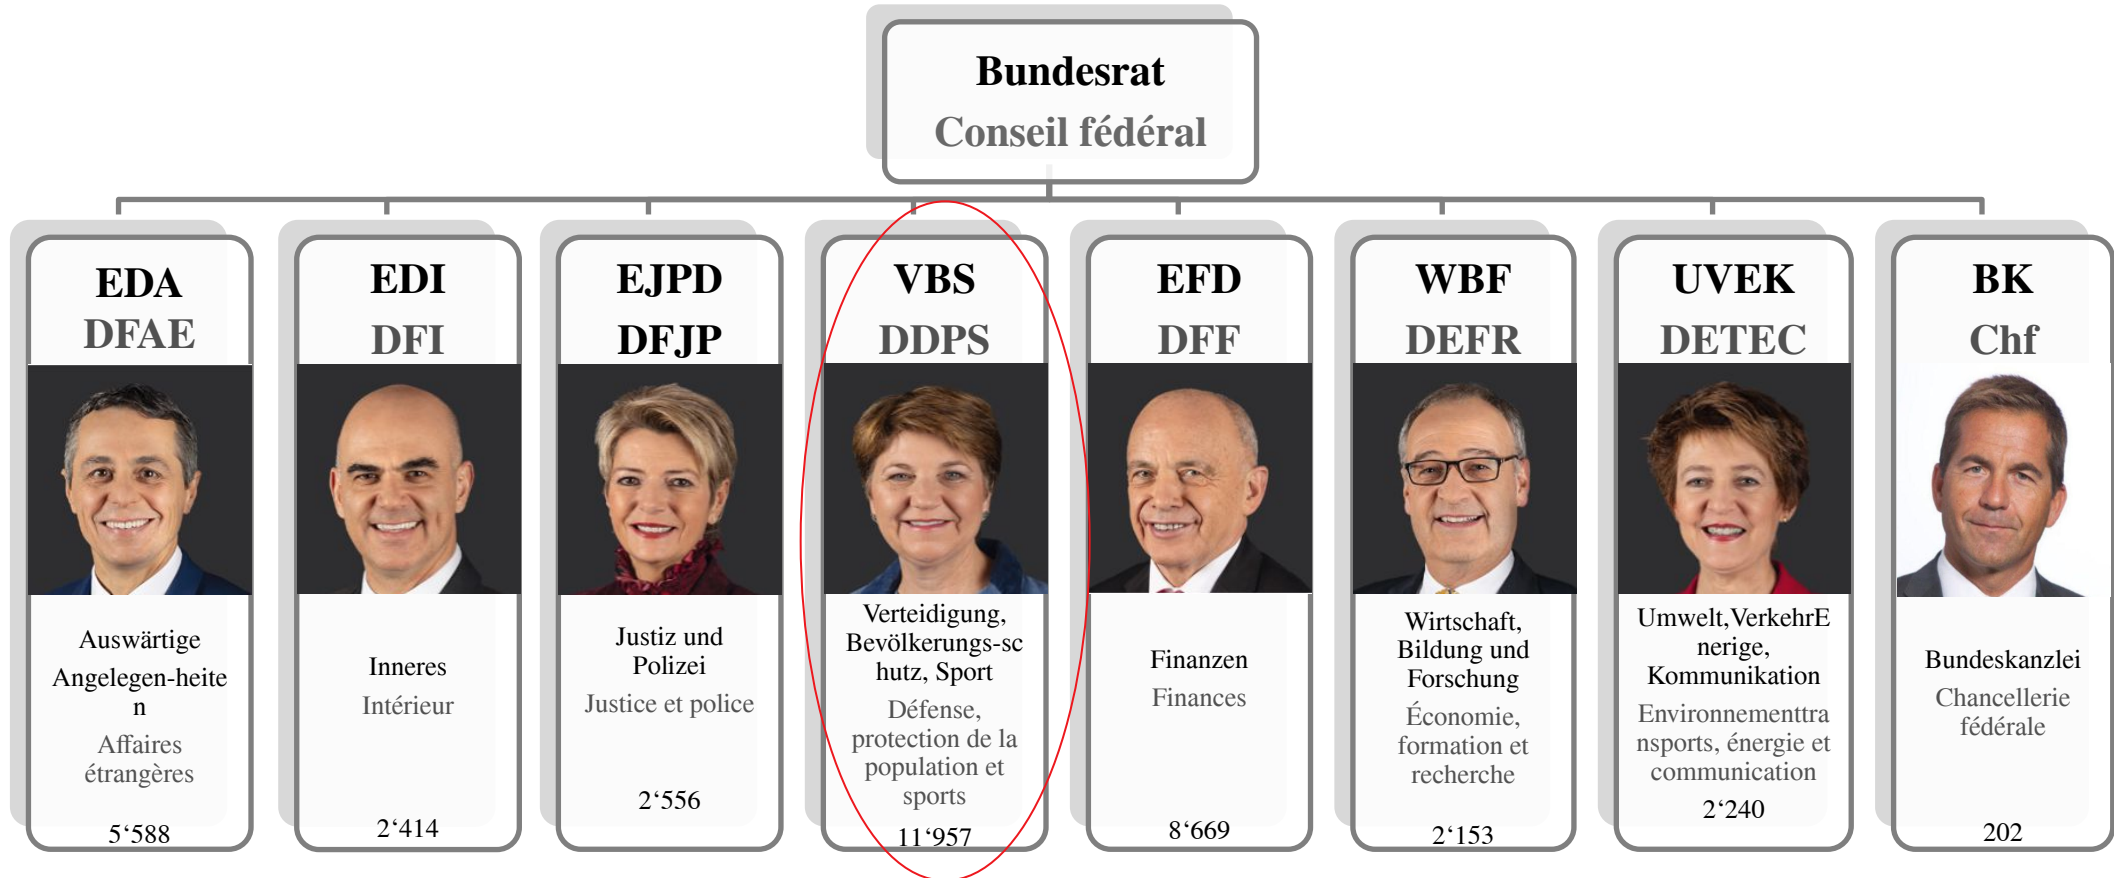 Bundesrat
Conseil fédéral
EDA
DFAE
Auswärtige
Angelegen-heite
n
Affaires
étrangères
5‘588
EDI
DFI
Inneres
Intérieur
2‘414
EJPD
DFJP
Justiz und
Polizei
Justice et police
2‘556
VBS
DDPS
Verteidigung,
Bevölkerungs-sc
hutz, Sport
Défense,
protection de la
population et
sports
11‘957
EFD
DFF
Finanzen
Finances
8‘669
WBF
DEFR
Wirtschaft,
Bildung und
Forschung
Économie,
formation et
recherche
2‘153
UVEK
DETEC
Umwelt,VerkehrE
nerige,
Kommunikation
Environnementtra
nsports, énergie et
communication
2‘240
BK
Chf
Bundeskanzlei
Chancellerie
fédérale
202